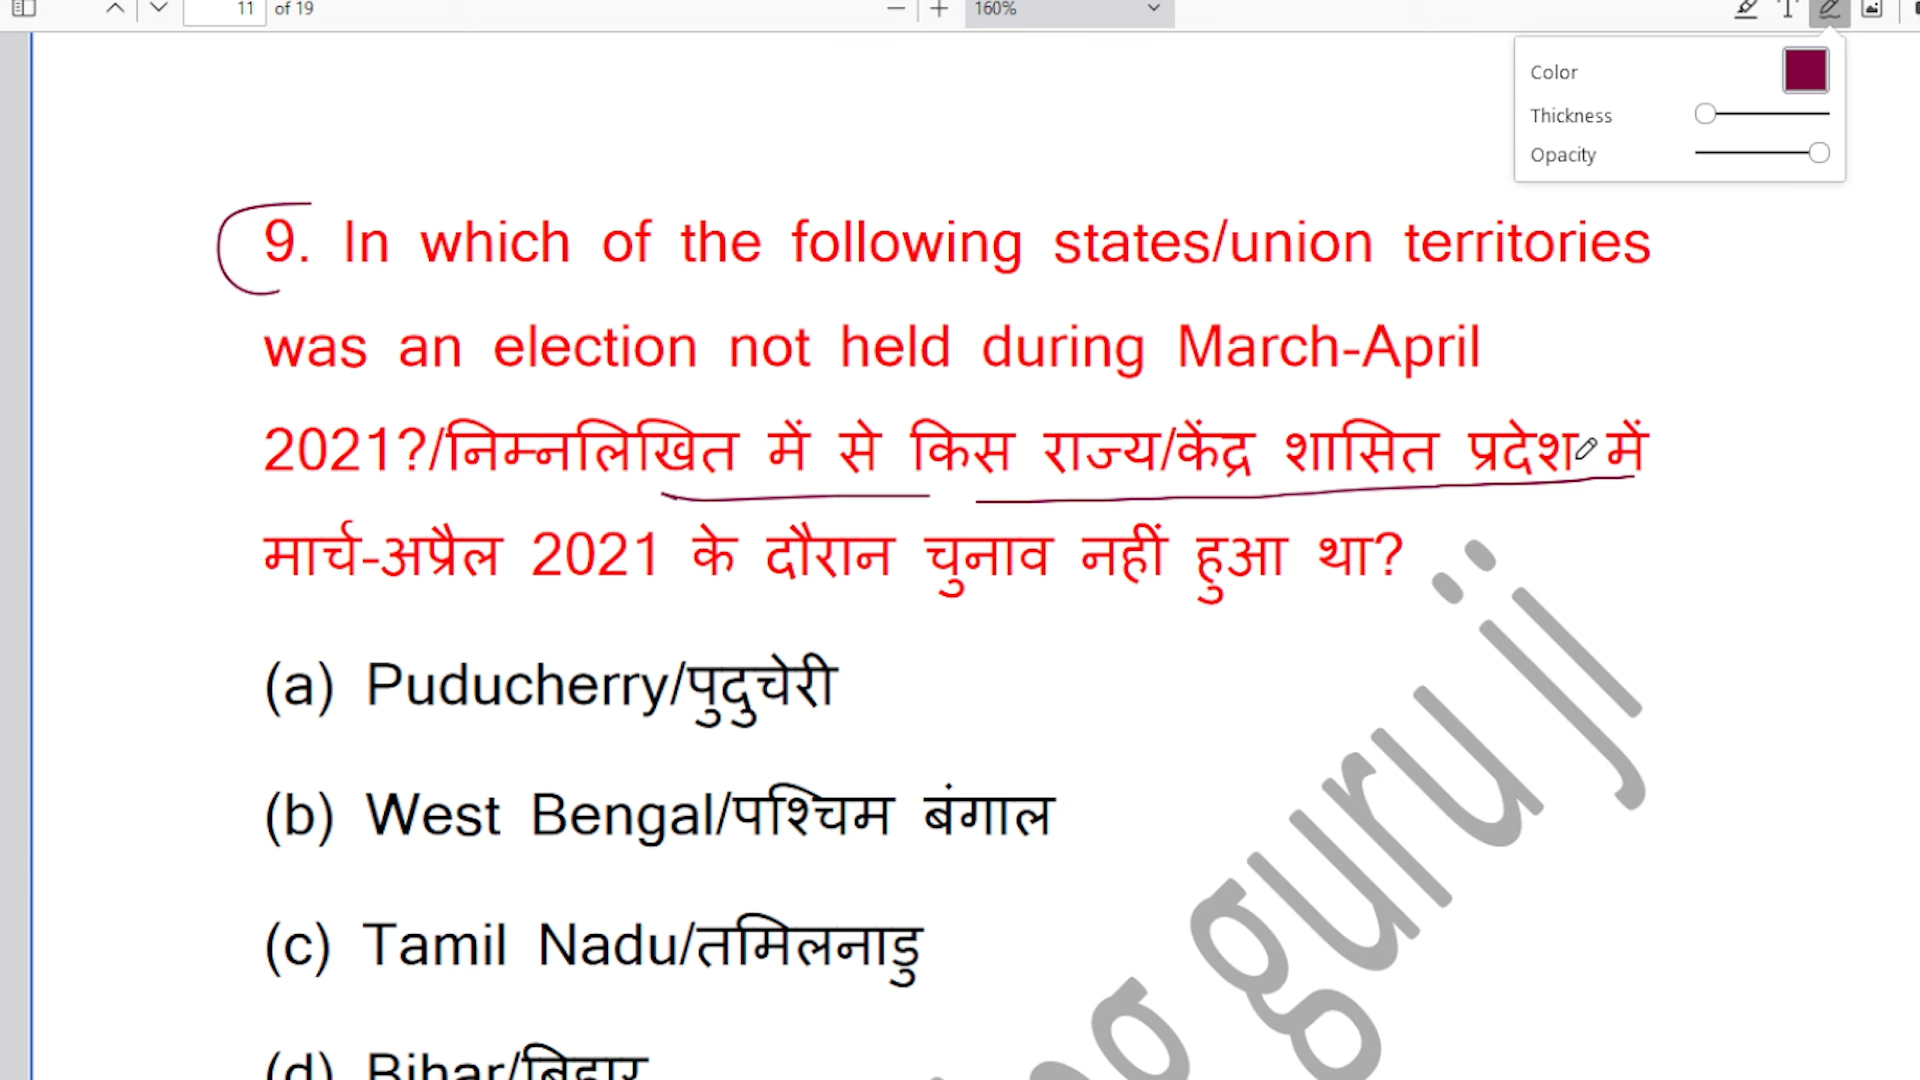 11 of 19
160%
Color
Thickness
Opacity
9. In which of the following states/union territories
was an election not held during March-April
2021?/निम्नलिखित में से किस राज्य/केंद्र शासित प्रदेश में
मार्च-अप्रैल 2021 के दौरान चुनाव नहीं हुआ था?
(a) Puducherry/पुदुचेरी
(b) West Bengal/पश्चिम बंगाल
(c) Tamil Nadu/तमिलनाडु
(d) Bihar/बिहार
guru ji